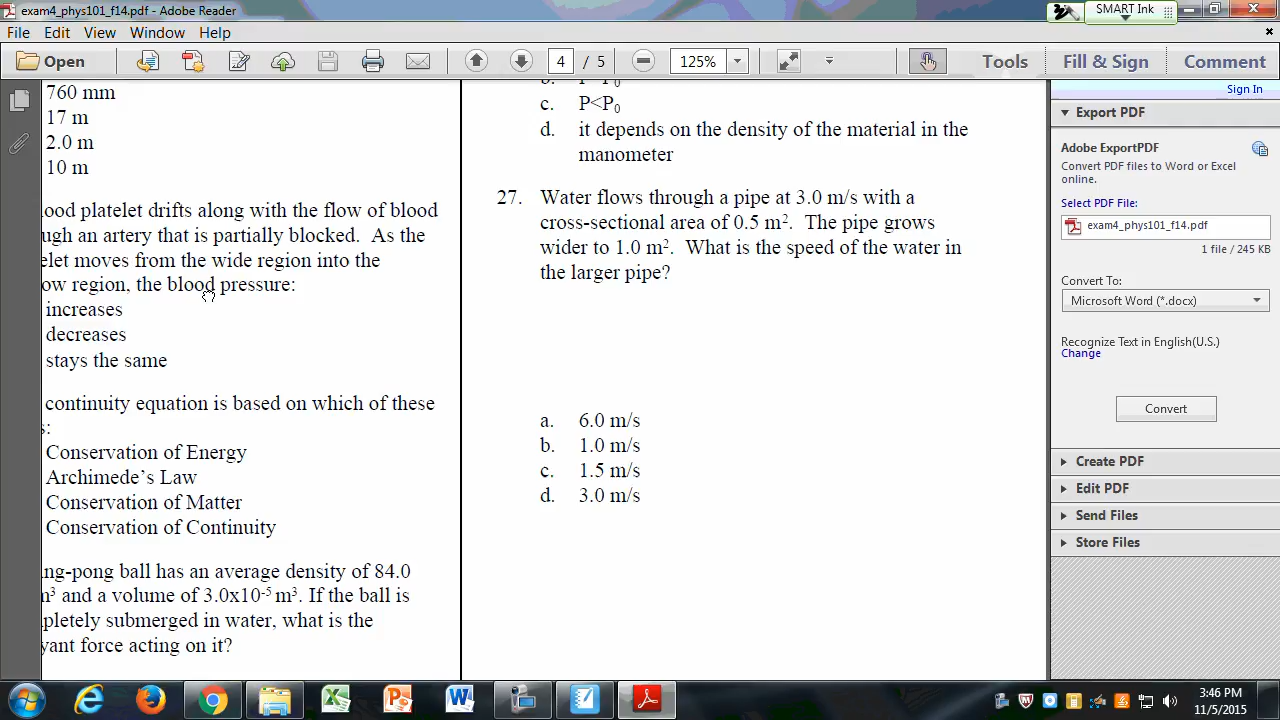 exam4_phys101_f14.pdf - Adobe Reader
SMART Ink
File Edit View Window Help
Open
4 / 5
125%
Tools
Fill & Sign
Comment
760 mm
17 m
2.0 m
10 m
ood platelet drifts along with the flow of blood
ugh an artery that is partially blocked. As the
elet moves from the wide region into the
ow region, the blood pressure:
increases
decreases
stays the same
continuity equation is based on which of these
s:
Conservation of Energy
Archimede's Law
Conservation of Matter
Conservation of Continuity
ng-pong ball has an average density of 84.0
m³ and a volume of 3.0x10⁻⁵ m³. If the ball is
pletely submerged in water, what is the
yant force acting on it?
c. P<P₀
d. it depends on the density of the material in the
manometer
27. Water flows through a pipe at 3.0 m/s with a
cross-sectional area of 0.5 m². The pipe grows
wider to 1.0 m². What is the speed of the water in
the larger pipe?
a. 6.0 m/s
b. 1.0 m/s
c. 1.5 m/s
d. 3.0 m/s
Sign In
Export PDF
Adobe ExportPDF
Convert PDF files to Word or Excel
online.
Select PDF File:
exam4_phys101_f14.pdf
1 file / 245 KB
Convert To:
Microsoft Word (*.docx)
Recognize Text in English(U.S.)
Change
Convert
Create PDF
Edit PDF
Send Files
Store Files
3:46 PM
11/5/2015